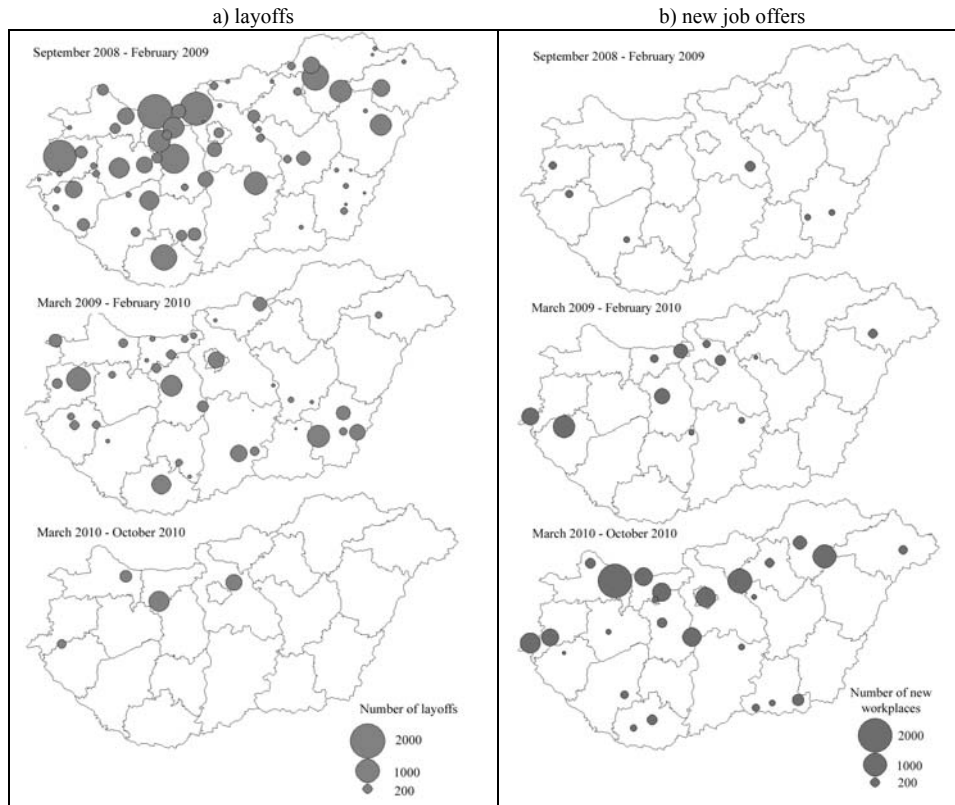 a) layoffs
September 2008 - February 2009
March 2009 - February 2010
March 2010 - October 2010
Number of layoffs
2000
1000
200
b) new job offers
September 2008 - February 2009
March 2009 - February 2010
March 2010 - October 2010
Number of new
workplaces
2000
1000
200